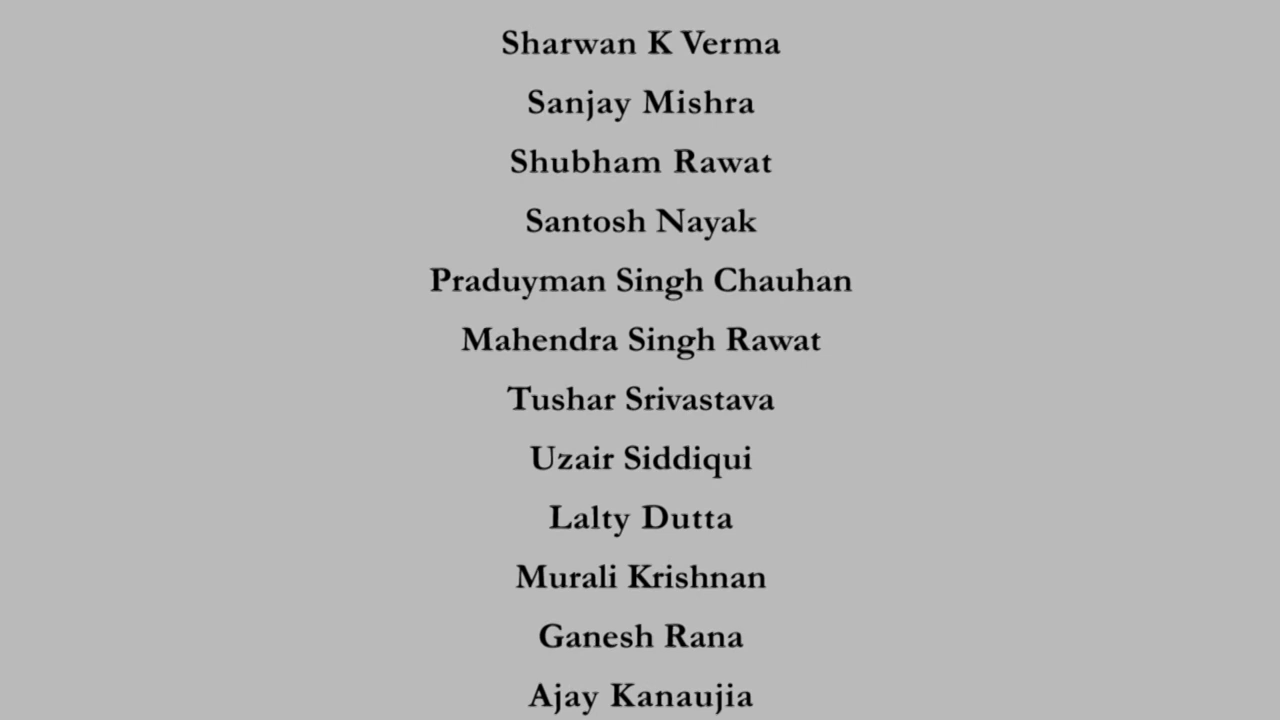 Sharwan K Verma
Sanjay Mishra
Shubham Rawat
Santosh Nayak
Praduyman Singh Chauhan
Mahendra Singh Rawat
Tushar Srivastava
Uzair Siddiqui
Lalty Dutta
Murali Krishnan
Ganesh Rana
Ajay Kanaujia